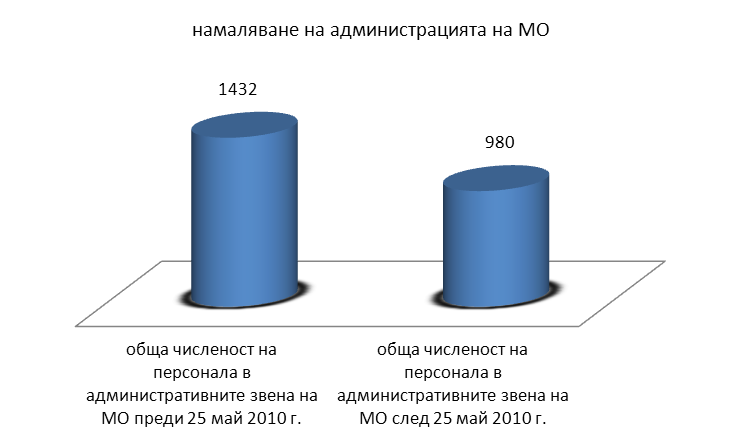 намаляване на администрацията на МО
1432
980
обща численост на
персонала в
административните звена на
МО преди 25 май 2010 г.
обща численост на
персонала в
административните звена на
МО след 25 май 2010 г.